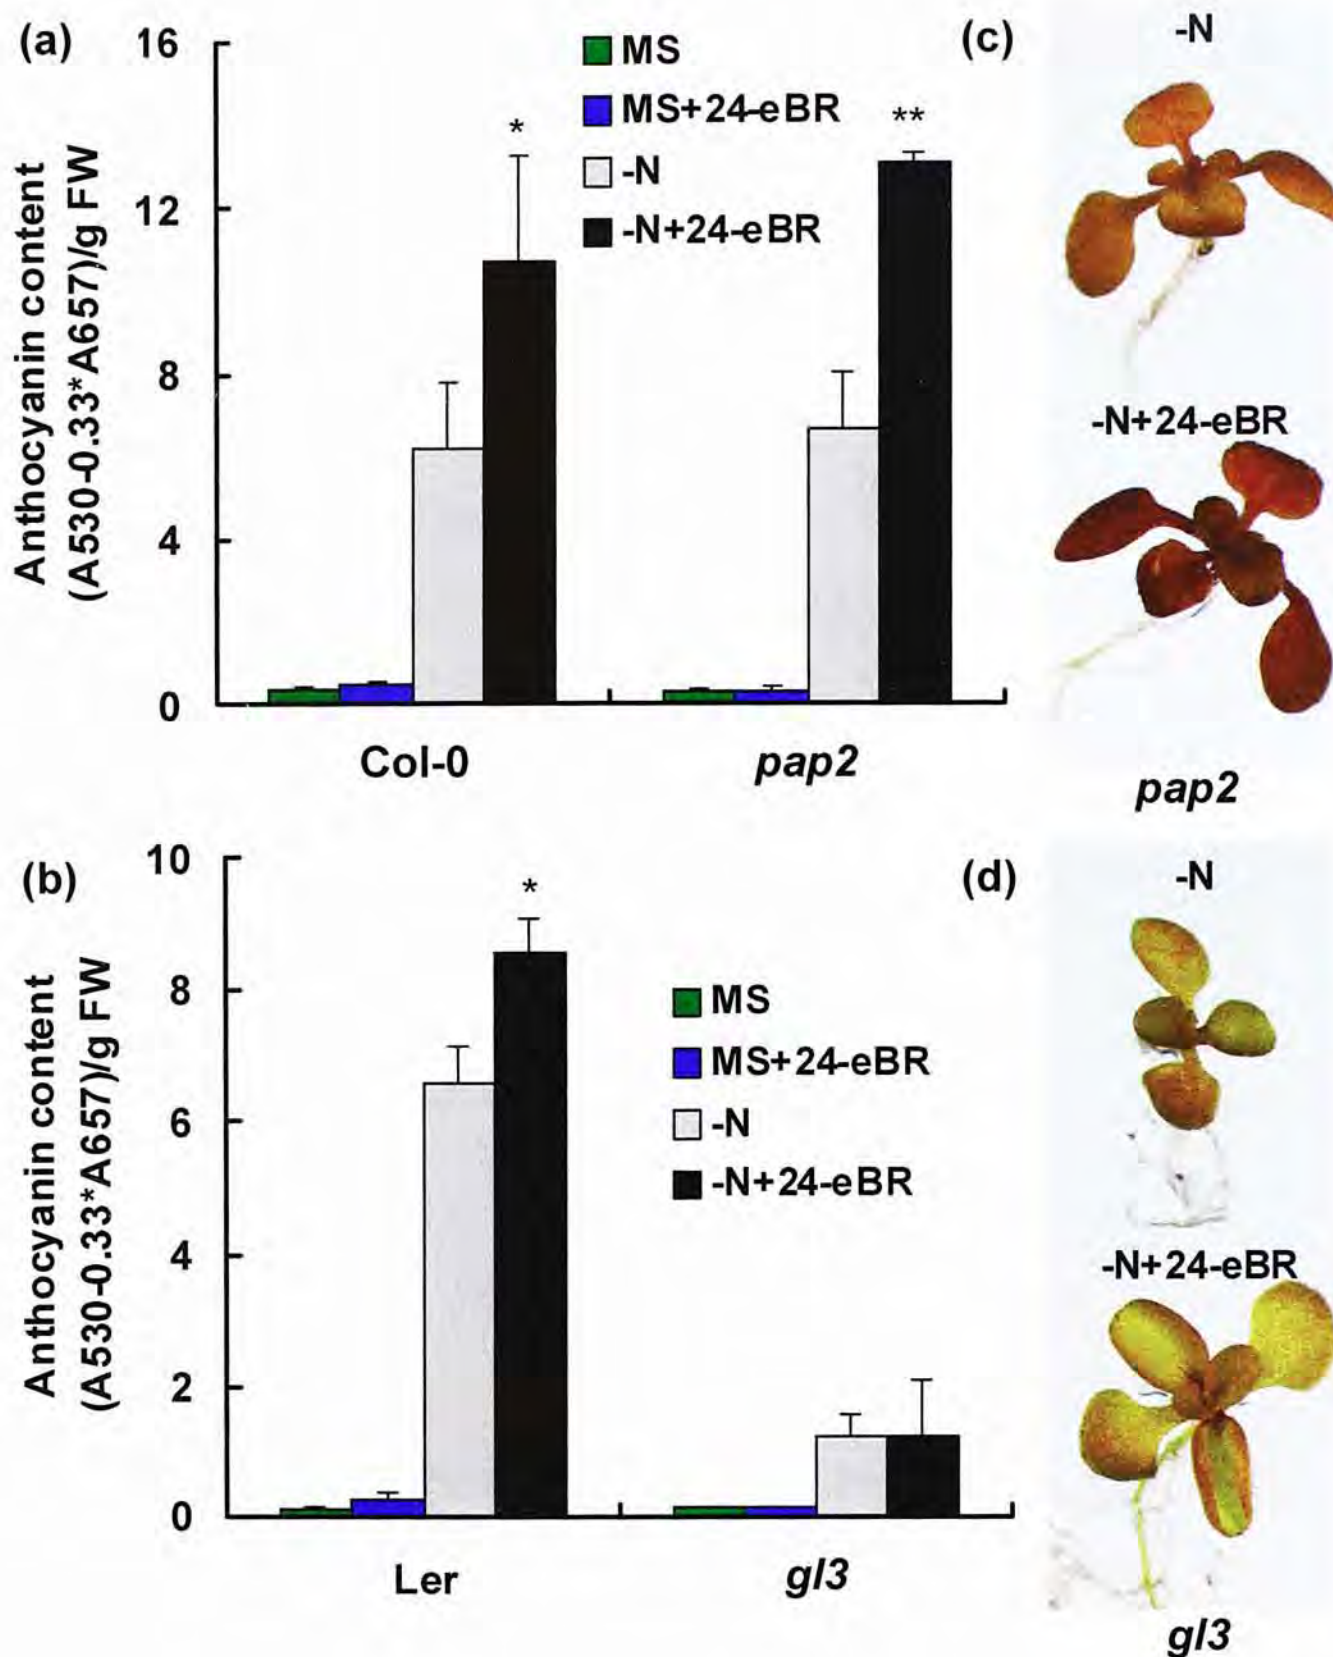 (a)
Anthocyanin content
(A530-0.33*A657)/g FW
16
12
8
4
0
MS
MS+24-eBR
-N
-N+24-eBR
*
**
Col-0
pap2
(c)
-N
-N+24-eBR
pap2
(b)
Anthocyanin content
(A530-0.33*A657)/g FW
10
8
6
4
2
0
*
MS
MS+24-eBR
-N
-N+24-eBR
Ler
gl3
(d)
-N
-N+24-eBR
gl3